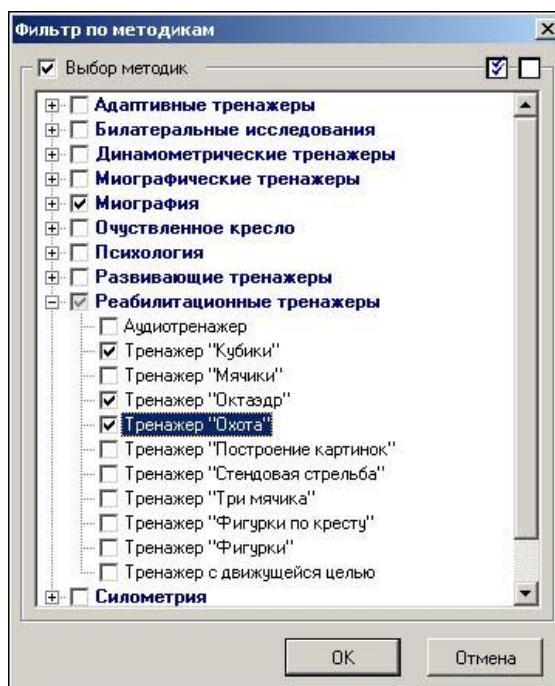 Фильтр по методикам
Выбор методик
Адаптивные тренажеры
Билатеральные исследования
Динамометрические тренажеры
Миографические тренажеры
Миография
Очуствленное кресло
Психология
Развивающие тренажеры
Реабилитационные тренажеры
Аудиотренажер
Тренажер "Кубики"
Тренажер "Мячики"
Тренажер "Октаэдр"
Тренажер "Охота"
Тренажер "Построение картинок"
Тренажер "Стендовая стрельба"
Тренажер "Три мячика"
Тренажер "Фигурки по кресту"
Тренажер "Фигурки"
Тренажер с движущейся целью
Силометрия
OK Отмена